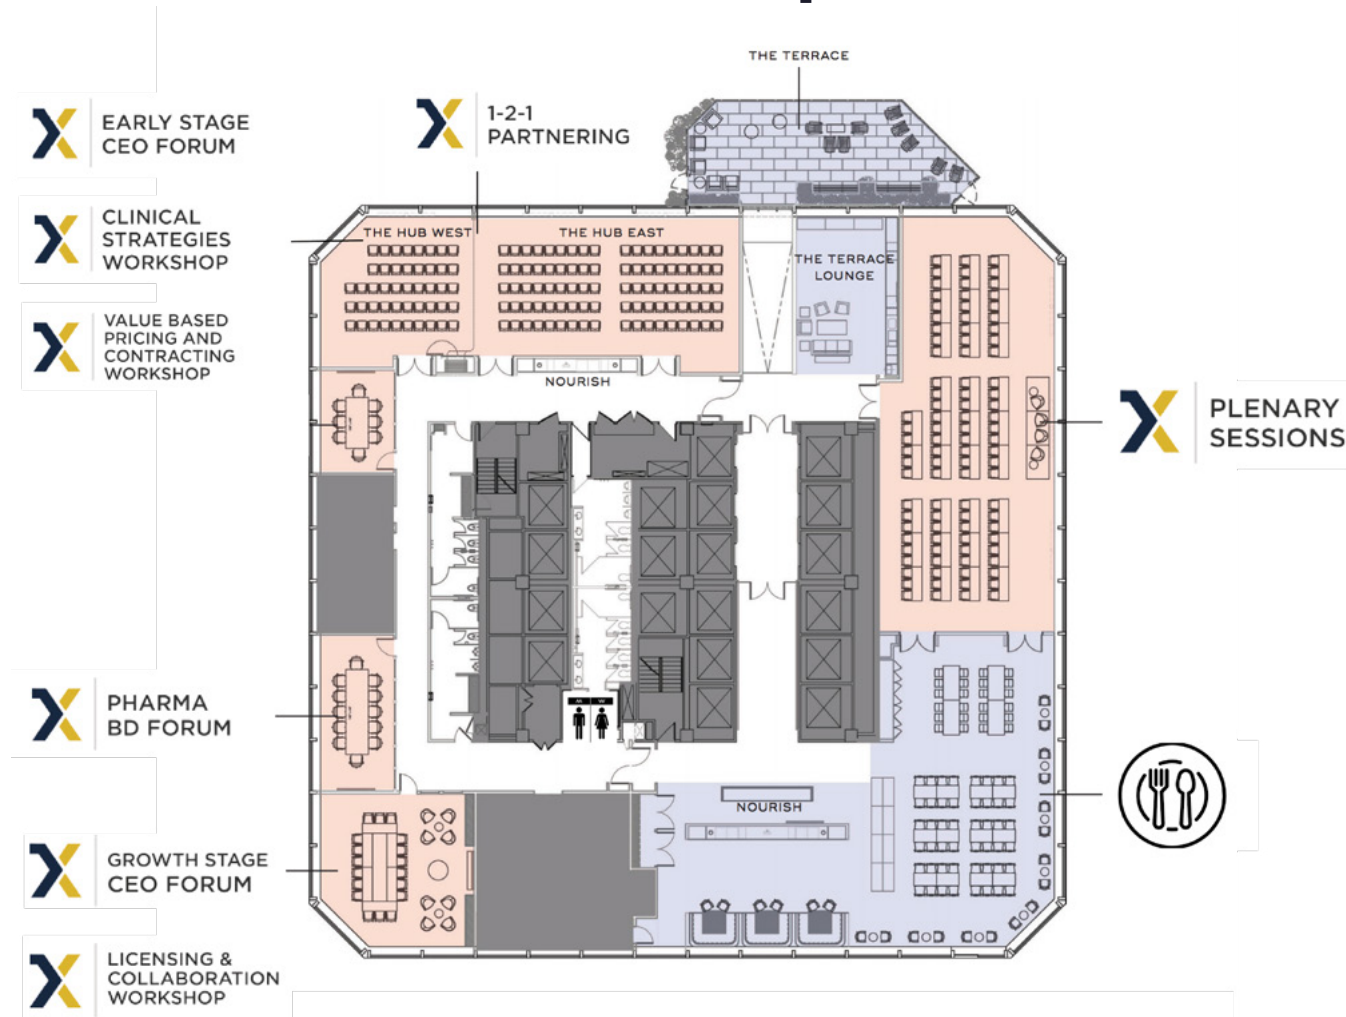 THE TERRACE
EARLY STAGE
CEO FORUM
1-2-1
PARTNERING
CLINICAL
STRATEGIES
WORKSHOP
THE HUB WEST
THE HUB EAST
THE TERRACE
LOUNGE
VALUE BASED
PRICING AND
CONTRACTING
WORKSHOP
NOURISH
PLENARY
SESSIONS
PHARMA
BD FORUM
M W
NOURISH
GROWTH STAGE
CEO FORUM
LICENSING &
COLLABORATION
WORKSHOP